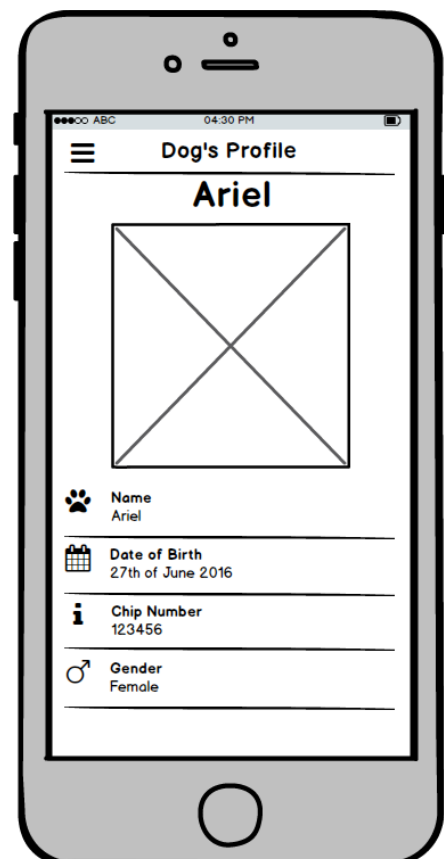 ABC 04:30 PM
Dog's Profile
Ariel
Name
Ariel
Date of Birth
27th of June 2016
Chip Number
123456
Gender
Female